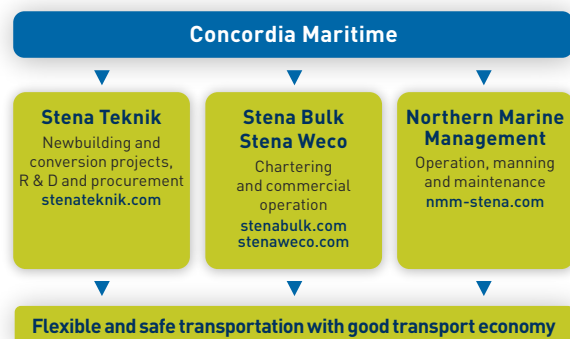 Concordia Maritime
Stena Teknik
Newbuilding and
conversion projects,
R & D and procurement
stenateknik.com
Stena Bulk
Stena Weco
Chartering
and commercial
operation
stenabulk.com
stenaweco.com
Northern Marine
Management
Operation, manning
and maintenance
nmm-stena.com
Flexible and safe transportation with good transport economy